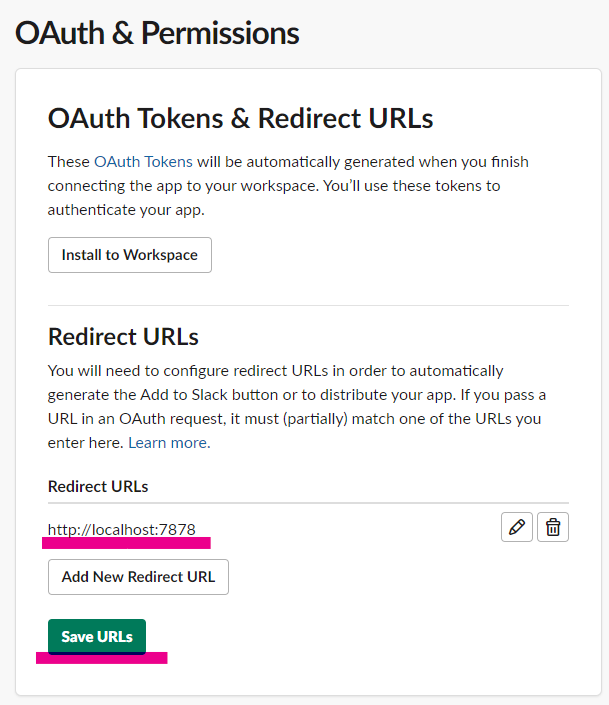 OAuth & Permissions
OAuth Tokens & Redirect URLs
These OAuth Tokens will be automatically generated when you finish
connecting the app to your workspace. You’ll use these tokens to
authenticate your app.
Install to Workspace
Redirect URLs
You will need to configure redirect URLs in order to automatically
generate the Add to Slack button or to distribute your app. If you pass a
URL in an OAuth request, it must (partially) match one of the URLs you
enter here. Learn more.
Redirect URLs
http://localhost:7878
Add New Redirect URL
Save URLs